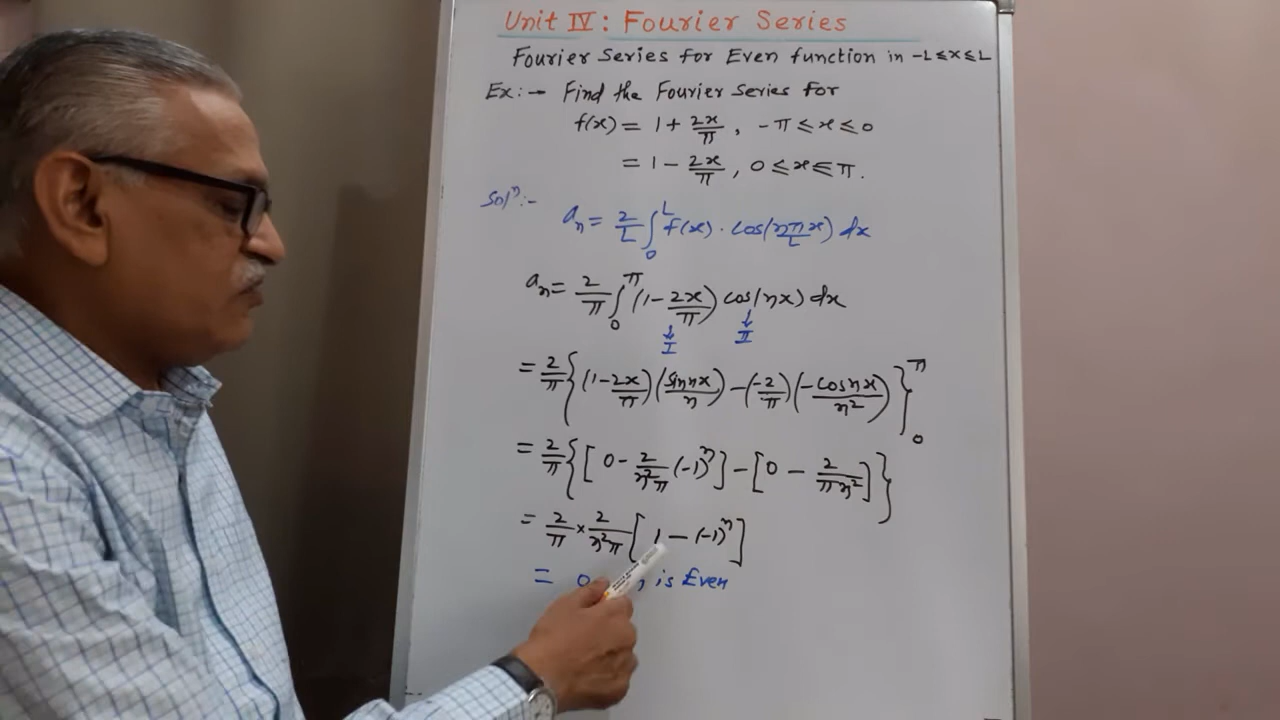 Unit IV: Fourier Series
Fourier Series for Even function in -L ≤ x ≤ L
Ex:- Find the Fourier Series for
f(x) = 1 + 2x/π, -π ≤ x ≤ 0
= 1 - 2x/π, 0 ≤ x ≤ π.
Solⁿ:-
aₙ = 2/L ∫₀ᴸ f(x) · cos(nπx/L) dx
aₙ = 2/π ∫₀^π (1 - 2x/π) cos(nx) dx
↓ ↓
I II
= 2/π {(1 - 2x/π)(sin nx/n) - (-2/π)(-cos nx/n²)}₀^π
= 2/π {[0 - 2/n²π (-1)ⁿ] - [0 - 2/πn²]}
= 2/π × 2/n²π [1 - (-1)ⁿ]
= 0 is Even